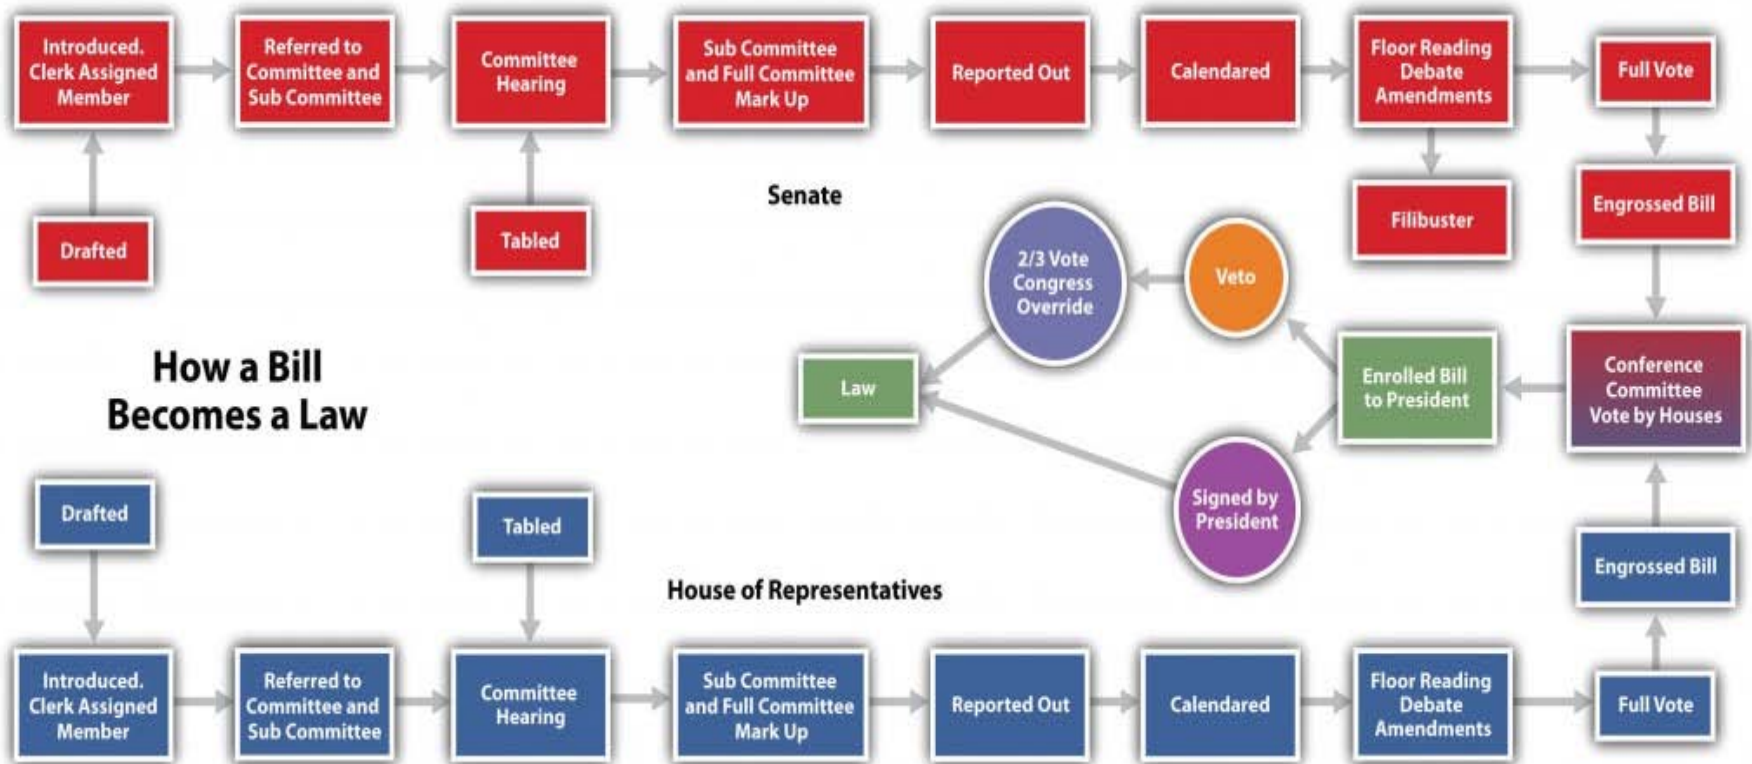 Introduced.
Clerk Assigned
Member
Referred to
Committee and
Sub Committee
Committee
Hearing
Sub Committee
and Full Committee
Mark Up
Reported Out
Calendared
Floor Reading
Debate
Amendments
Full Vote
Drafted
Tabled
Senate
Filibuster
Engrossed Bill
2/3 Vote
Congress
Override
Veto
How a Bill
Becomes a Law
Law
Enrolled Bill
to President
Conference
Committee
Vote by Houses
Signed by
President
Drafted
Tabled
House of Representatives
Engrossed Bill
Introduced.
Clerk Assigned
Member
Referred to
Committee and
Sub Committee
Committee
Hearing
Sub Committee
and Full Committee
Mark Up
Reported Out
Calendared
Floor Reading
Debate
Amendments
Full Vote